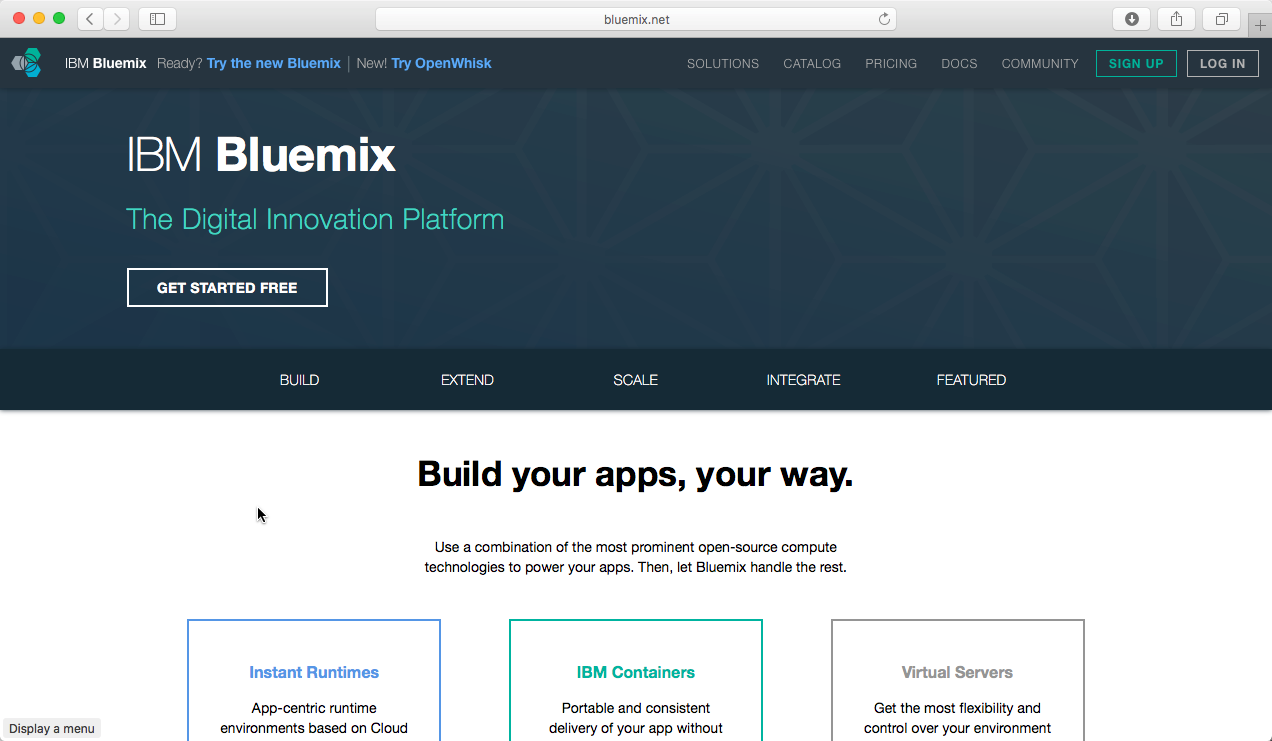 bluemix.net
IBM Bluemix Ready? Try the new Bluemix | New! Try OpenWhisk
SOLUTIONS CATALOG PRICING DOCS COMMUNITY SIGN UP LOG IN
IBM Bluemix
The Digital Innovation Platform
GET STARTED FREE
BUILD EXTEND SCALE INTEGRATE FEATURED
Build your apps, your way.
Use a combination of the most prominent open-source compute
technologies to power your apps. Then, let Bluemix handle the rest.
Instant Runtimes
App-centric runtime
environments based on Cloud
IBM Containers
Portable and consistent
delivery of your app without
Virtual Servers
Get the most flexibility and
control over your environment
Display a menu